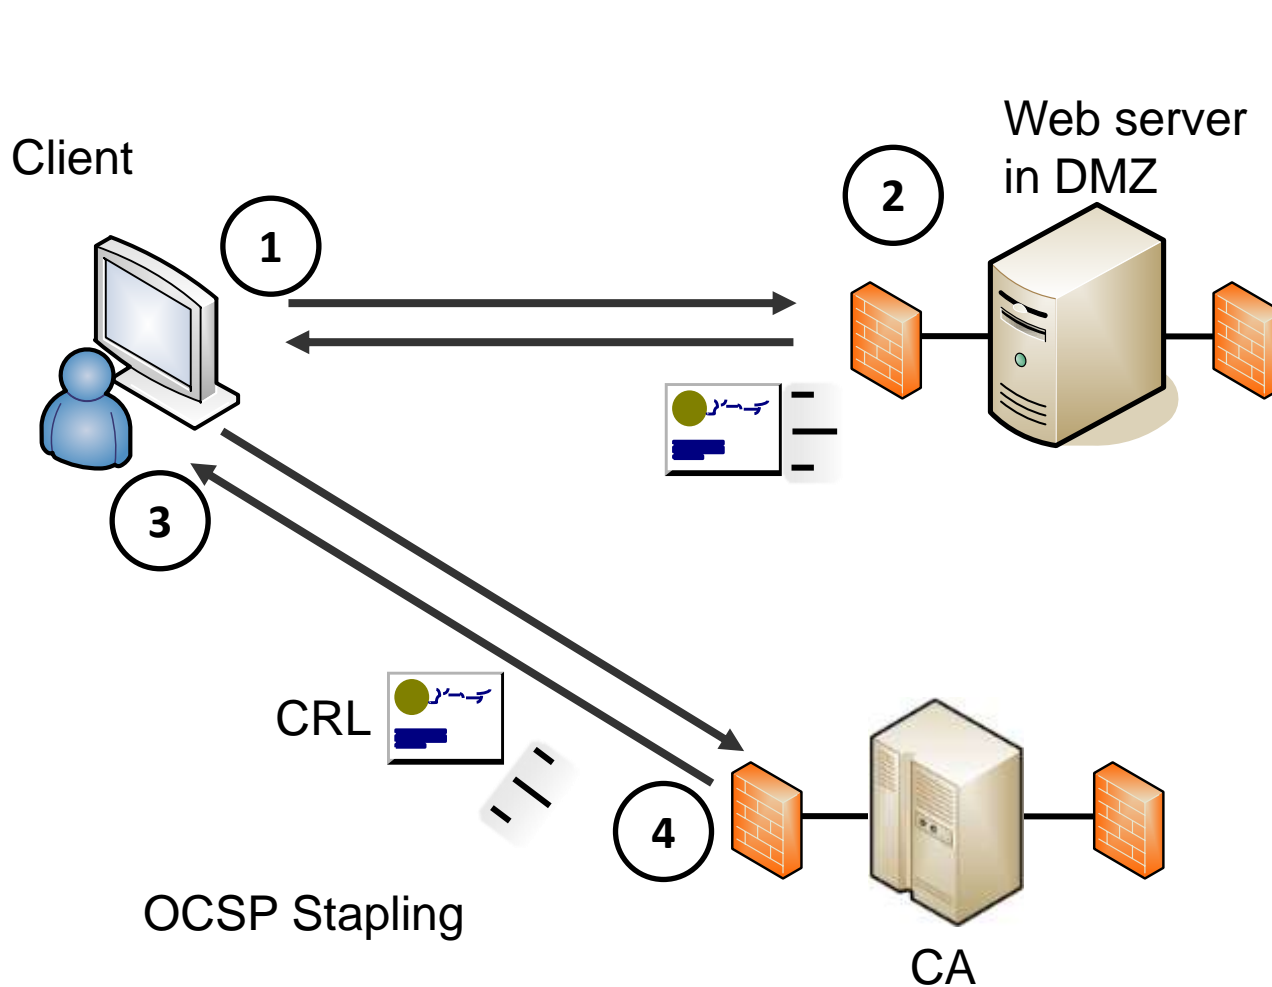 Web server
in DMZ
Client
2
1
3
CRL
4
OCSP Stapling
CA